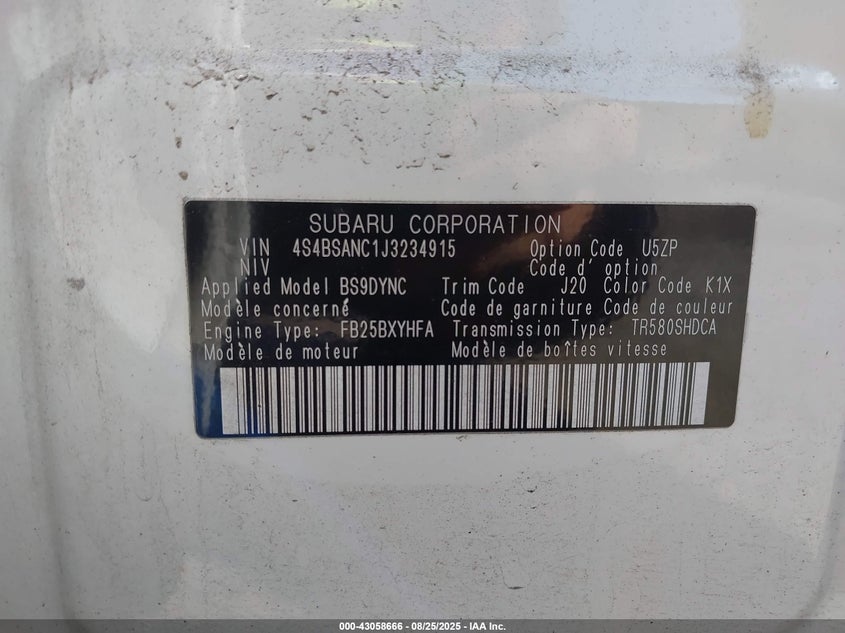 SUBARU CORPORATION
VIN 4S4BSANC1J3234915 Option Code U5ZP
NIV Code d' option
Applied Model BS9DYNC Trim Code J20 Color Code K1X
Modèle concerné Code de garniture Code de couleur
Engine Type: FB25BXYHFA Transmission Type: TR580SHDCA
Modèle de moteur Modèle de boîtes vitesse
000-43058666 - 08/25/2025 - IAA Inc.